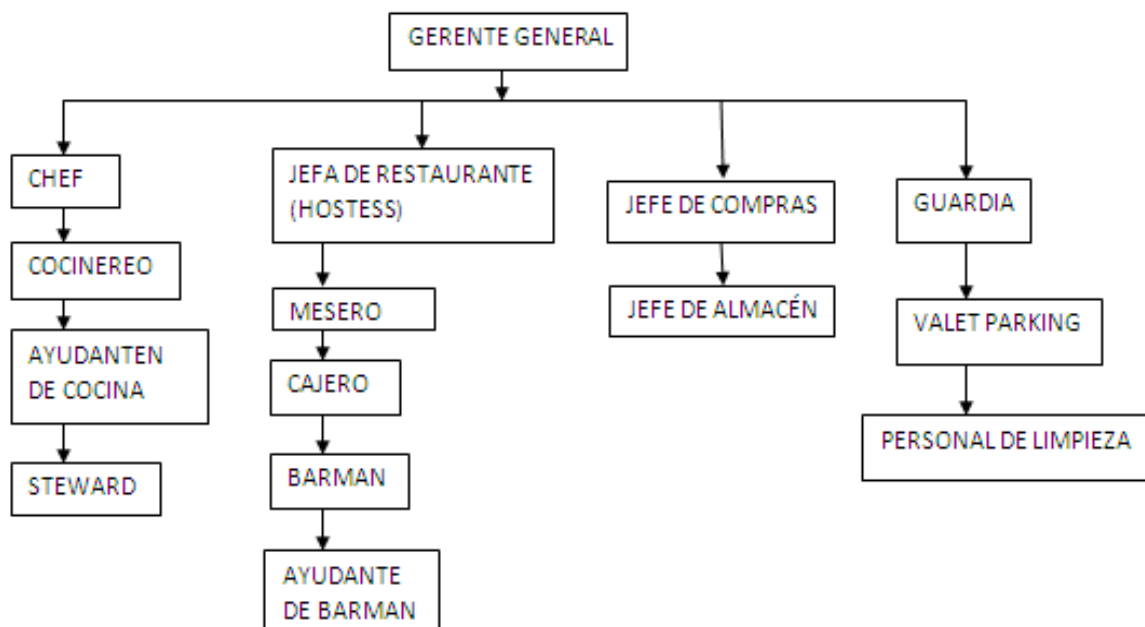 GERENTE GENERAL
CHEF
COCINEREO
AYUDANTEN
DE COCINA
STEWARD
JEFA DE RESTAURANTE
(HOSTESS)
MESERO
CAJERO
BARMAN
AYUDANTE
DE BARMAN
JEFE DE COMPRAS
JEFE DE ALMACÉN
GUARDIA
VALET PARKING
PERSONAL DE LIMPIEZA